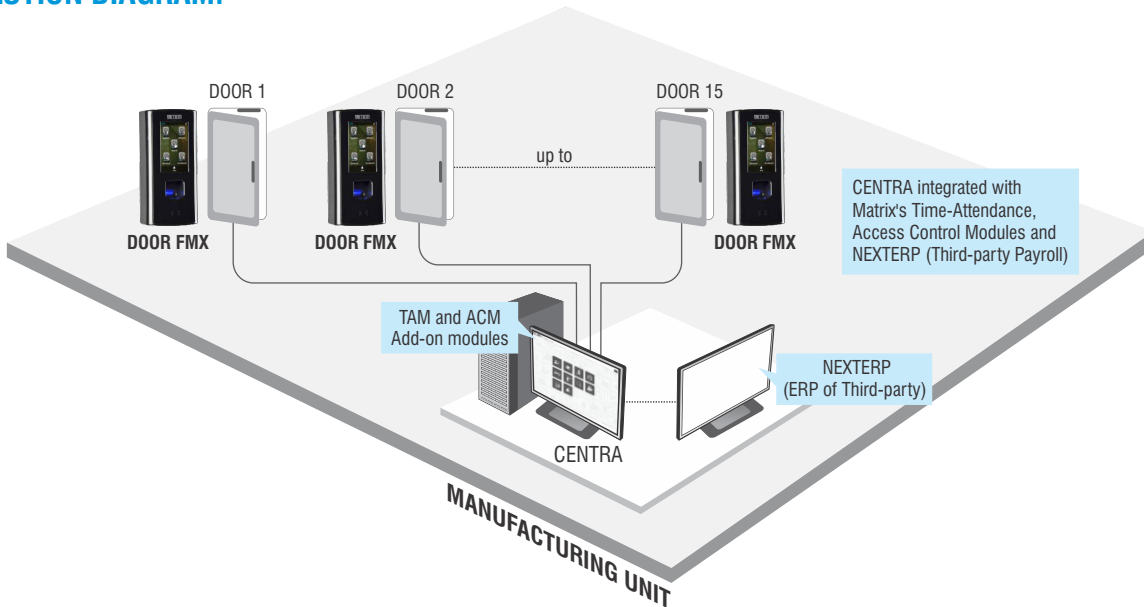 DOOR 1
DOOR 2
DOOR 15
up to
DOOR FMX
DOOR FMX
DOOR FMX
CENTRA integrated with
Matrix's Time-Attendance,
Access Control Modules and
NEXTERP (Third-party Payroll)
TAM and ACM
Add-on modules
NEXTERP
(ERP of Third-party)
CENTRA
MANUFACTURING UNIT